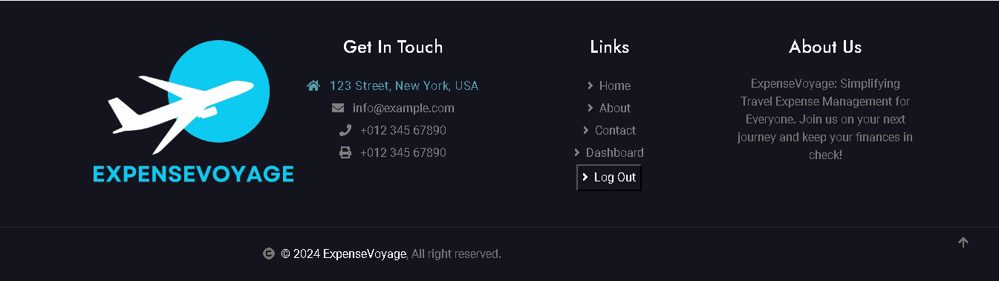 EXPENSEVOYAGE
Get In Touch
123 Street, New York, USA
info@example.com
+012 345 67890
+012 345 67890
Links
Home
About
Contact
Dashboard
Log Out
About Us
ExpenseVoyage: Simplifying
Travel Expense Management for
Everyone. Join us on your next
journey and keep your finances in
check!
© 2024 ExpenseVoyage, All right reserved.